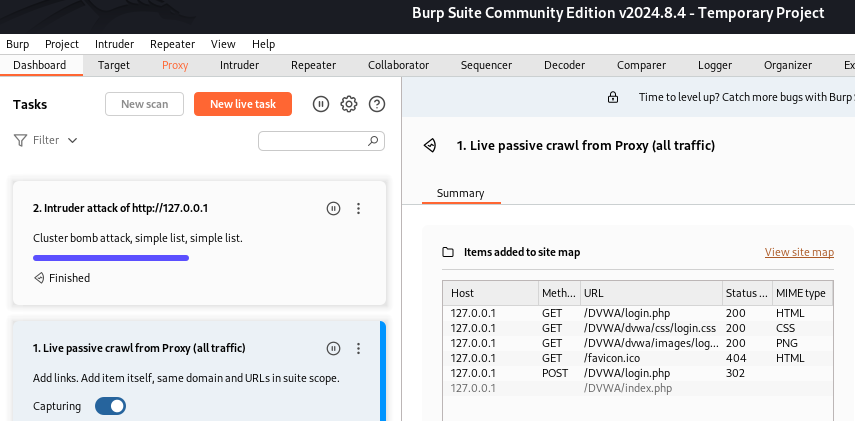 Burp Suite Community Edition v2024.8.4 - Temporary Project
Burp Project Intruder Repeater View Help
Dashboard Target Proxy Intruder Repeater Collaborator Sequencer Decoder Comparer Logger Organizer Ex
Tasks New scan New live task
Time to level up? Catch more bugs with Burp S
Filter
1. Live passive crawl from Proxy (all traffic)
Summary
2. Intruder attack of http://127.0.0.1
Cluster bomb attack, simple list, simple list.
Finished
Items added to site map View site map
Host Meth... URL Status ... MIME type
127.0.0.1 GET /DVWA/login.php 200 HTML
127.0.0.1 GET /DVWA/dvwa/css/login.css 200 CSS
127.0.0.1 GET /DVWA/dvwa/images/log... 200 PNG
127.0.0.1 GET /favicon.ico 404 HTML
127.0.0.1 POST /DVWA/login.php 302
127.0.0.1 /DVWA/index.php
1. Live passive crawl from Proxy (all traffic)
Add links. Add item itself, same domain and URLs in suite scope.
Capturing